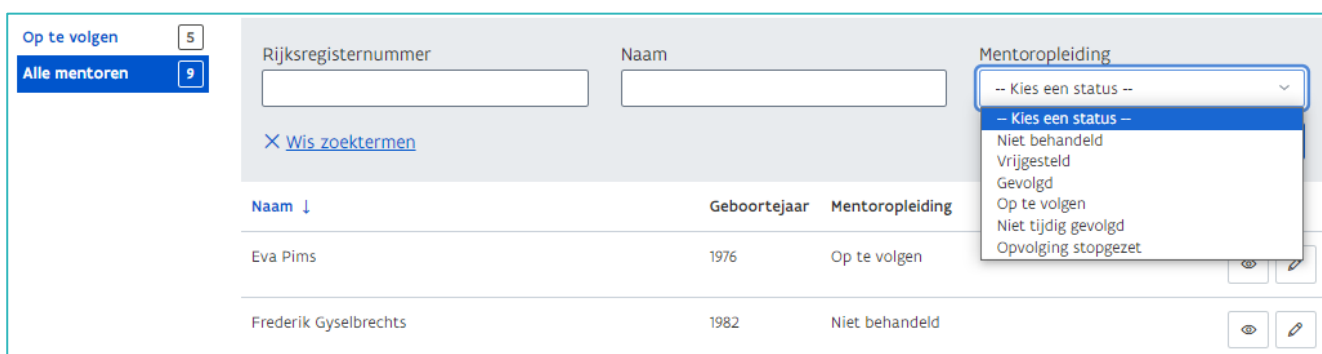 Op te volgen 5
Alle mentoren 9
Rijksregisternummer
Naam
Mentoropleiding
-- Kies een status --
-- Kies een status --
Niet behandeld
Vrijgesteld
Gevolgd
Op te volgen
Niet tijdig gevolgd
Opvolging stopgezet
Wis zoektermen
Naam ↓ Geboortejaar Mentoropleiding
Eva Pims 1976 Op te volgen
Frederik Gyselbrechts 1982 Niet behandeld